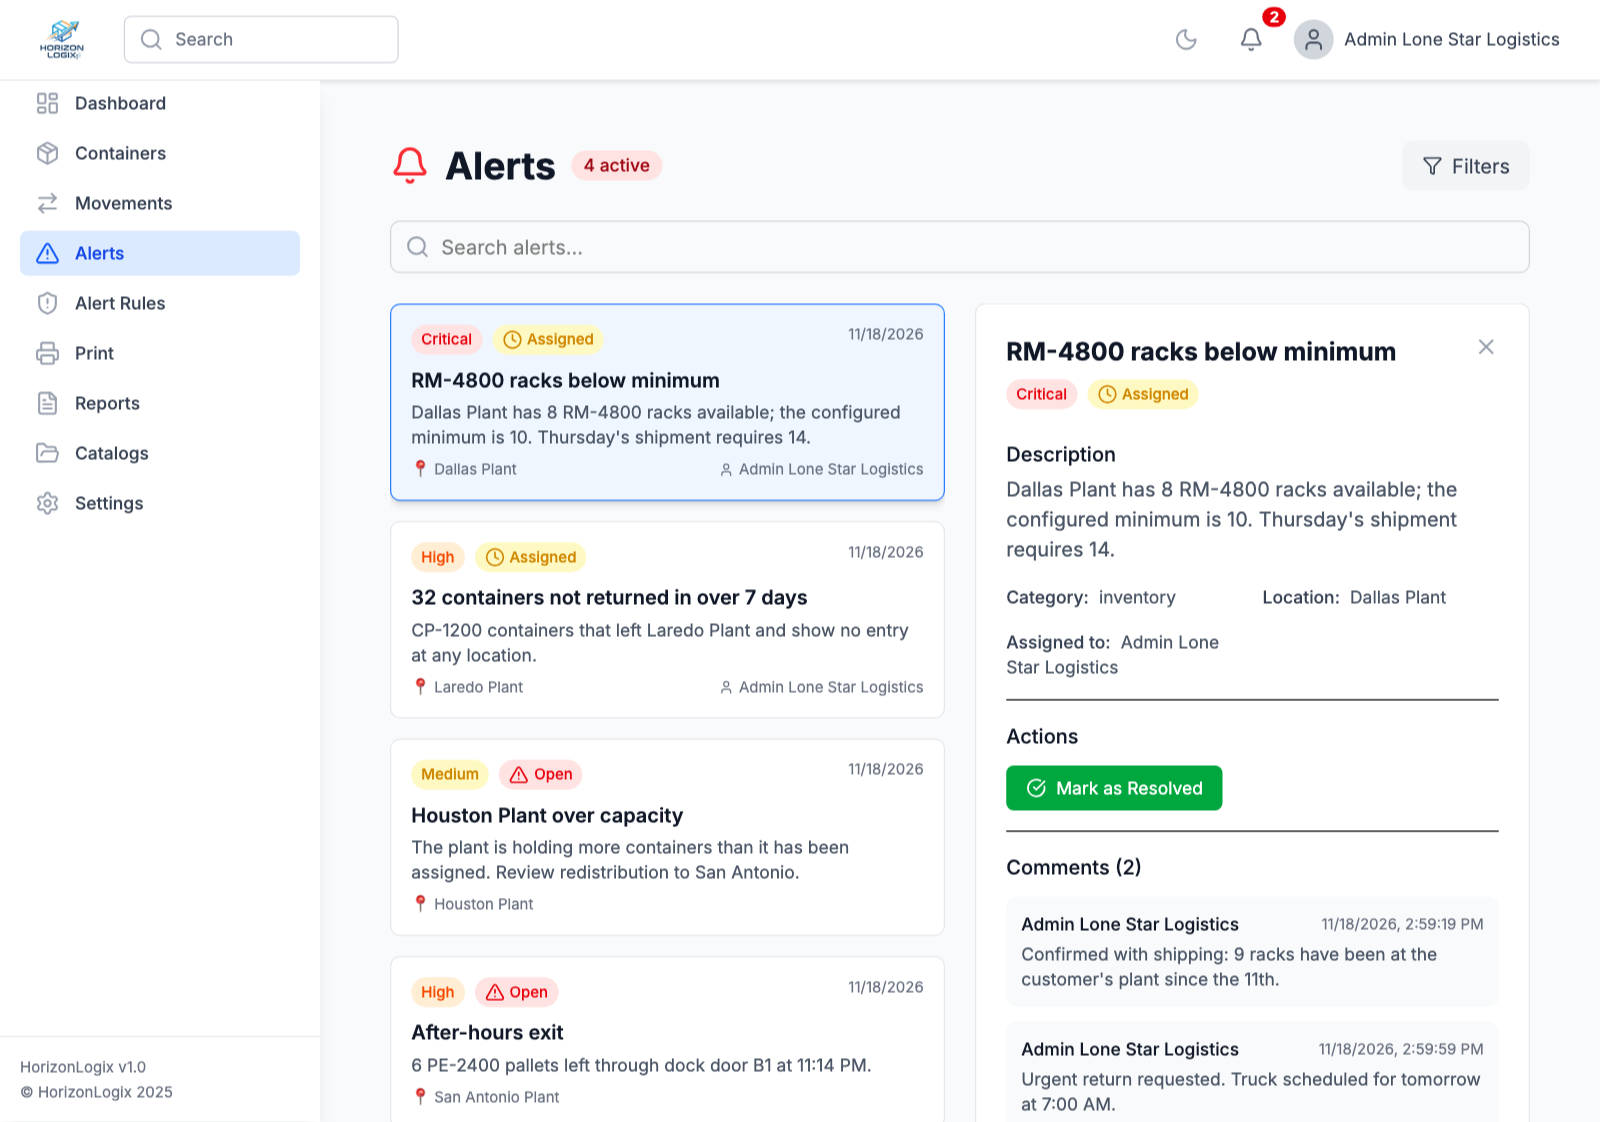 HORIZON
LOGIX
Search
2
Admin Lone Star Logistics
Dashboard
Containers
Movements
Alerts
Alert Rules
Print
Reports
Catalogs
Settings
HorizonLogix v1.0
© HorizonLogix 2025
Alerts
4 active
Filters
Search alerts...
Critical
Assigned
11/18/2026
RM-4800 racks below minimum
Dallas Plant has 8 RM-4800 racks available; the configured
minimum is 10. Thursday's shipment requires 14.
Dallas Plant
Admin Lone Star Logistics
High
Assigned
11/18/2026
32 containers not returned in over 7 days
CP-1200 containers that left Laredo Plant and show no entry
at any location.
Laredo Plant
Admin Lone Star Logistics
Medium
Open
11/18/2026
Houston Plant over capacity
The plant is holding more containers than it has been
assigned. Review redistribution to San Antonio.
Houston Plant
High
Open
11/18/2026
After-hours exit
6 PE-2400 pallets left through dock door B1 at 11:14 PM.
San Antonio Plant
RM-4800 racks below minimum
Critical
Assigned
Description
Dallas Plant has 8 RM-4800 racks available; the
configured minimum is 10. Thursday's shipment
requires 14.
Category: inventory
Location: Dallas Plant
Assigned to: Admin Lone
Star Logistics
Actions
Mark as Resolved
Comments (2)
Admin Lone Star Logistics
11/18/2026, 2:59:19 PM
Confirmed with shipping: 9 racks have been at the
customer's plant since the 11th.
Admin Lone Star Logistics
11/18/2026, 2:59:59 PM
Urgent return requested. Truck scheduled for tomorrow
at 7:00 AM.